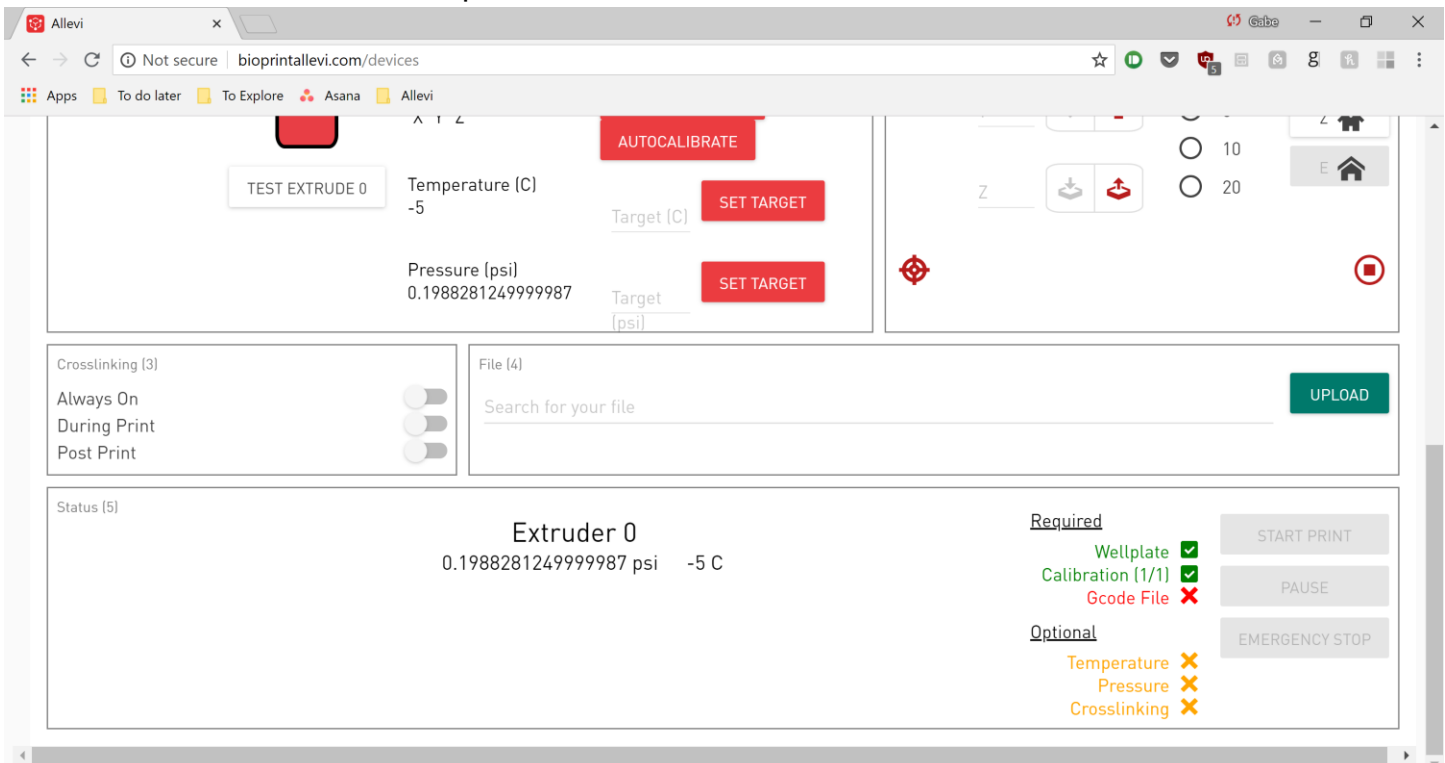 Allevi
Gabe
Not secure | bioprintallevi.com/devices
5
g
Apps To do later To Explore Asana Allevi
X Y Z
AUTOCALIBRATE
TEST EXTRUDE 0
Temperature (C)
-5
Target (C)
SET TARGET
Pressure (psi)
0.1988281249999987
Target
(psi)
SET TARGET
Z
10
20
Z
E
Crosslinking (3)
Always On
During Print
Post Print
File (4)
Search for your file
UPLOAD
Status (5)
Extruder 0
0.1988281249999987 psi -5 C
Required
Wellplate
Calibration (1/1)
Gcode File
Optional
Temperature
Pressure
Crosslinking
START PRINT
PAUSE
EMERGENCY STOP